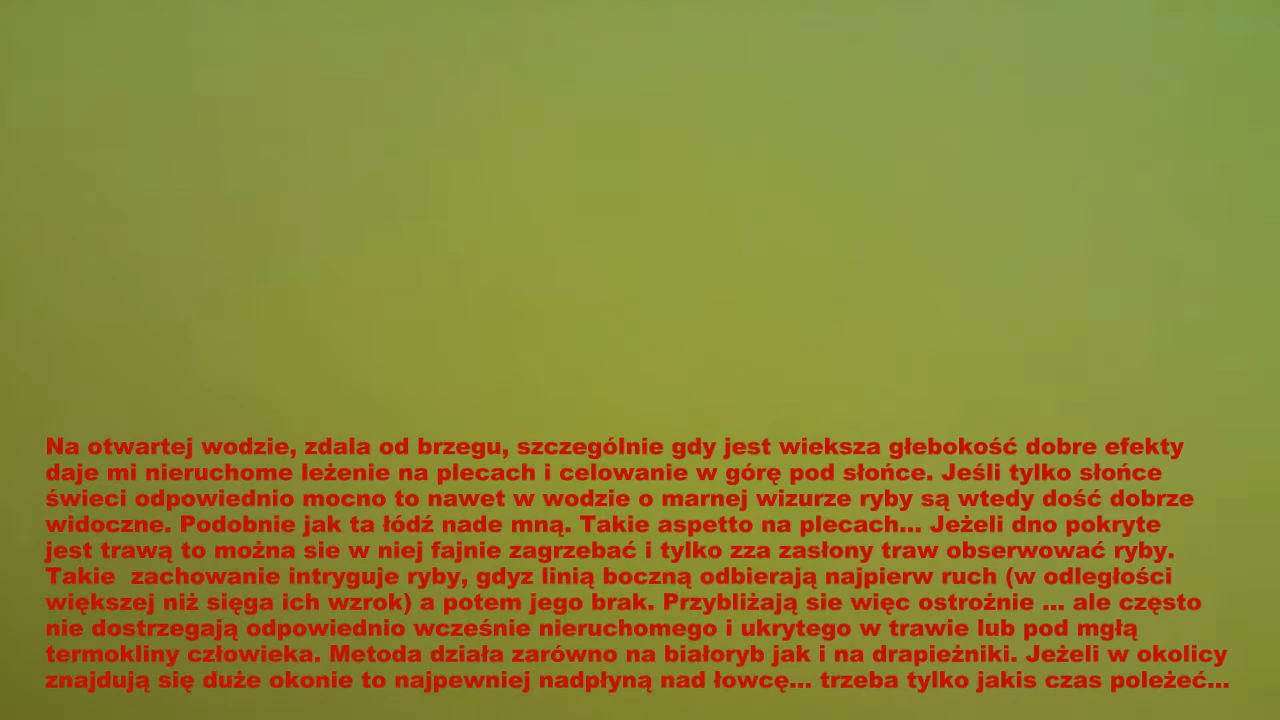 Na otwartej wodzie, zdala od brzegu, szczególnie gdy jest wieksza głebokość dobre efekty
daje mi nieruchome leżenie na plecach i celowanie w górę pod słońce. Jeśli tylko słońce
świeci odpowiednio mocno to nawet w wodzie o marnej wizurze ryby są wtedy dość dobrze
widoczne. Podobnie jak ta łódź nade mną. Takie aspetto na plecach... Jeżeli dno pokryte
jest trawą to można sie w niej fajnie zagrzebać i tylko zza zasłony traw obserwować ryby.
Takie  zachowanie intryguje ryby, gdyz linią boczną odbierają najpierw ruch (w odległości
większej niż sięga ich wzrok) a potem jego brak. Przybliżają sie więc ostrożnie ... ale często
nie dostrzegają odpowiednio wcześnie nieruchomego i ukrytego w trawie lub pod mgłą
termokliny człowieka. Metoda działa zarówno na białoryb jak i na drapieżniki. Jeżeli w okolicy
znajdują się duże okonie to najpewniej nadpłyną nad łowcę... trzeba tylko jakis czas poleżeć...